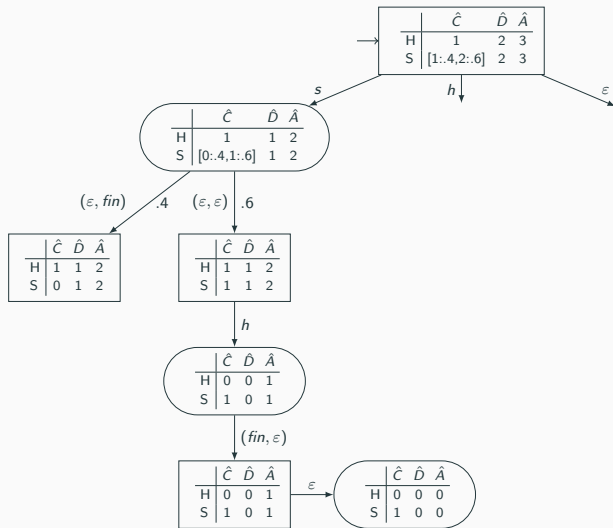 Ĉ D̂ Â
H 1 2 3
S [1:.4,2:.6] 2 3
s h ε
Ĉ D̂ Â
H 1 1 2
S [0:.4,1:.6] 1 2
(ε, fin) .4 (ε, ε) .6
Ĉ D̂ Â
H 1 1 2
S 0 1 2
Ĉ D̂ Â
H 1 1 2
S 1 1 2
h
Ĉ D̂ Â
H 0 0 1
S 1 0 1
(fin, ε)
Ĉ D̂ Â
H 0 0 1
S 1 0 1
ε
Ĉ D̂ Â
H 0 0 0
S 1 0 0